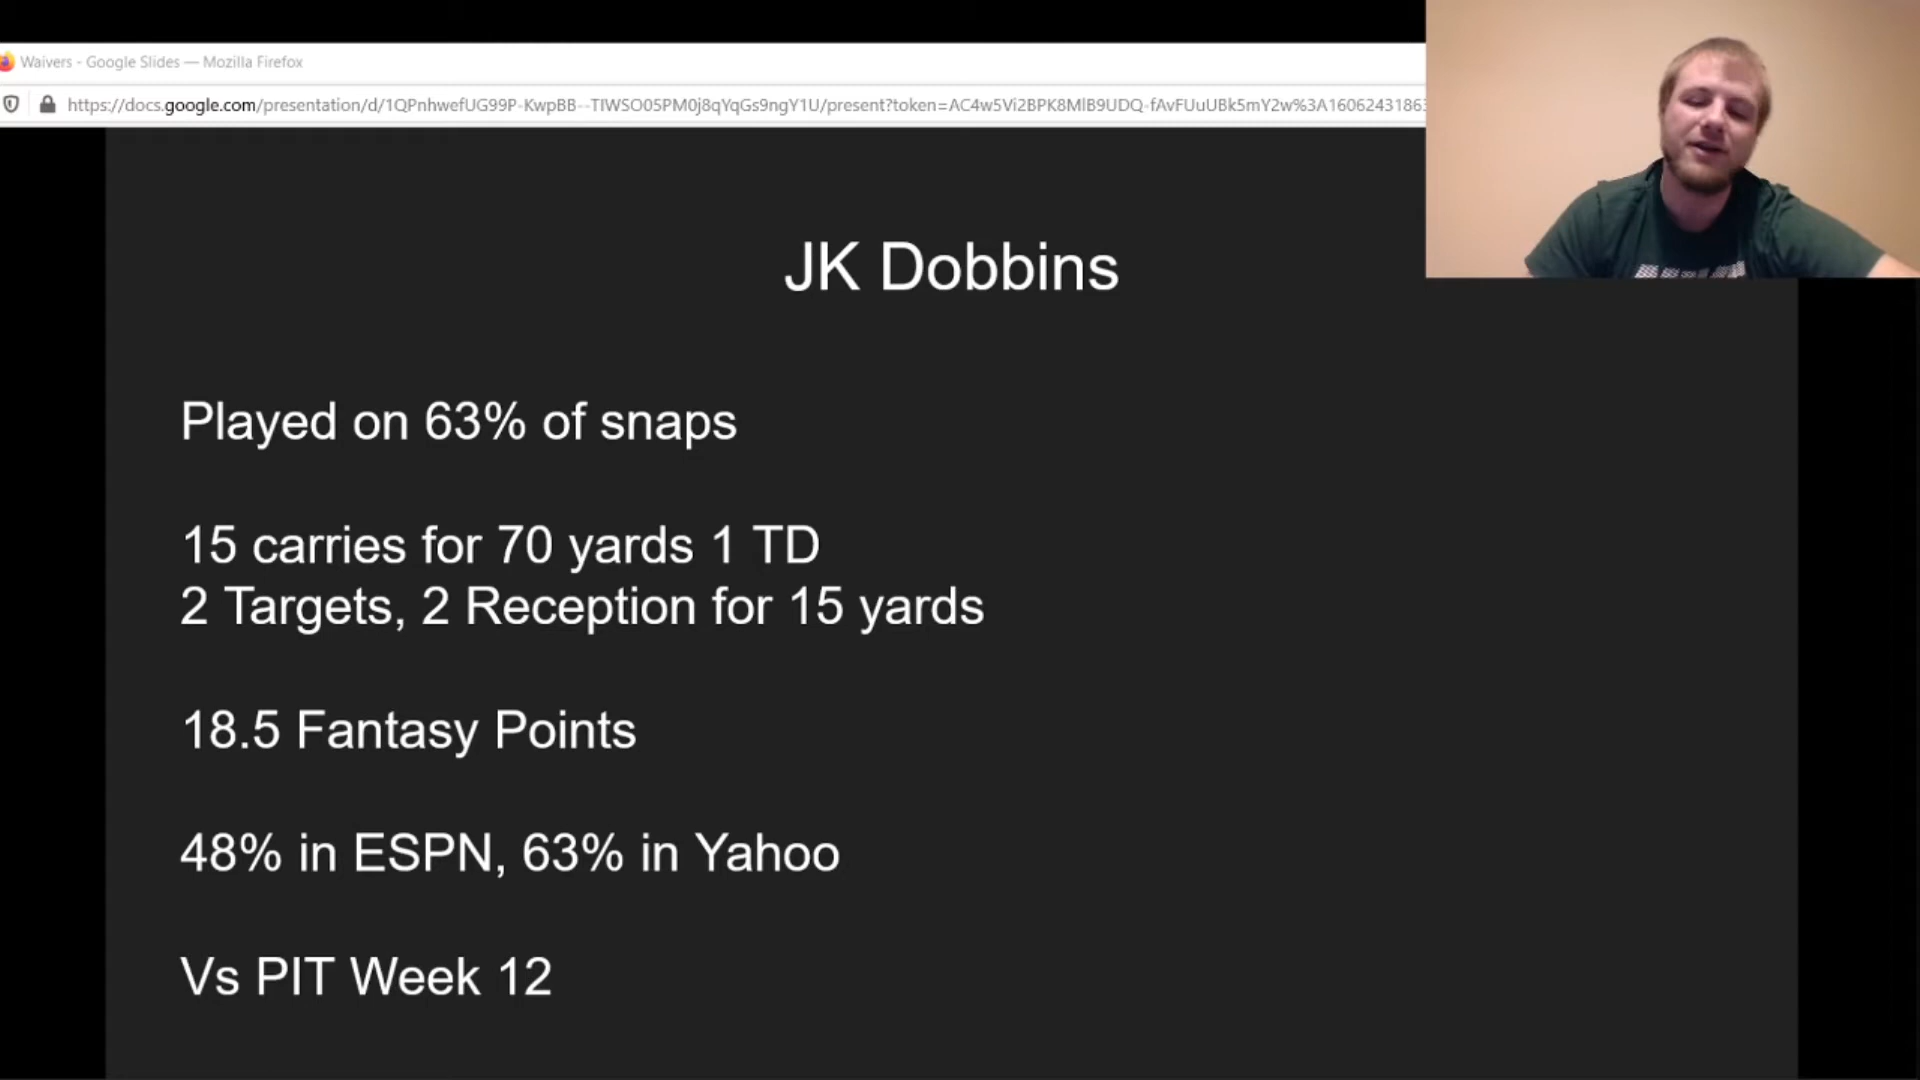 Waivers - Google Slides — Mozilla Firefox
https://docs.google.com/presentation/d/1QPnhwefUG99P-KwpBB--TIWSO05PM0j8qYqGs9ngY1U/present?token=AC4w5Vi2BPK8MlB9UDQ-fAvFUuUBk5mY2w%3A1606243186
JK Dobbins
Played on 63% of snaps
15 carries for 70 yards 1 TD
2 Targets, 2 Reception for 15 yards
18.5 Fantasy Points
48% in ESPN, 63% in Yahoo
Vs PIT Week 12